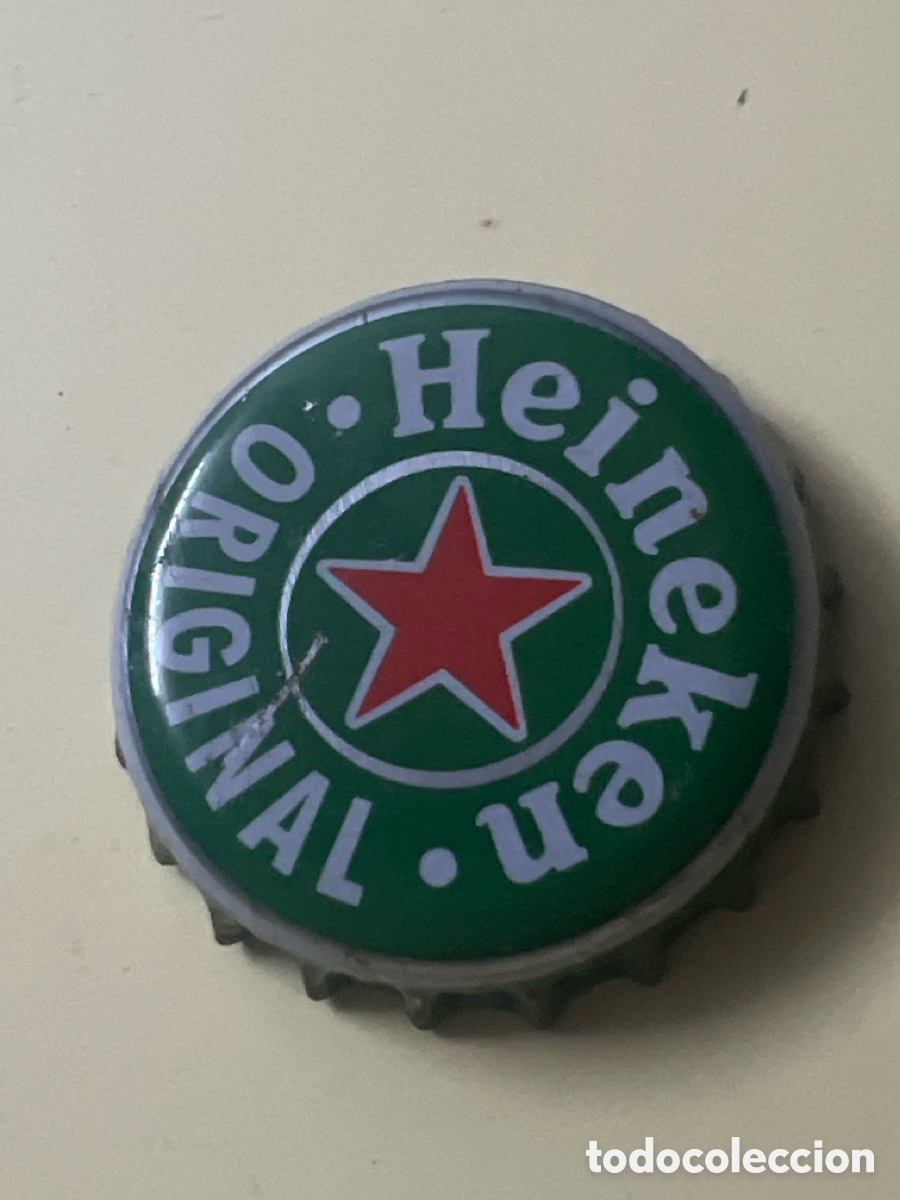 • Heineken •
ORIGINAL
todocoleccion